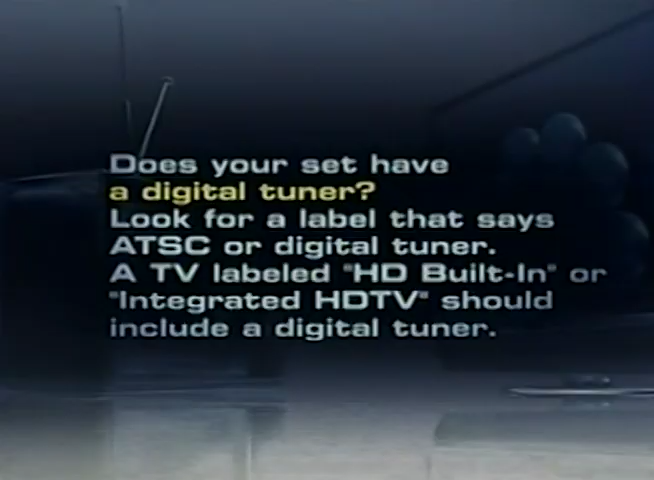 Does your set have
a digital tuner?
Look for a label that says
ATSC or digital tuner.
A TV labeled "HD Built-In" or
"Integrated HDTV" should
include a digital tuner.